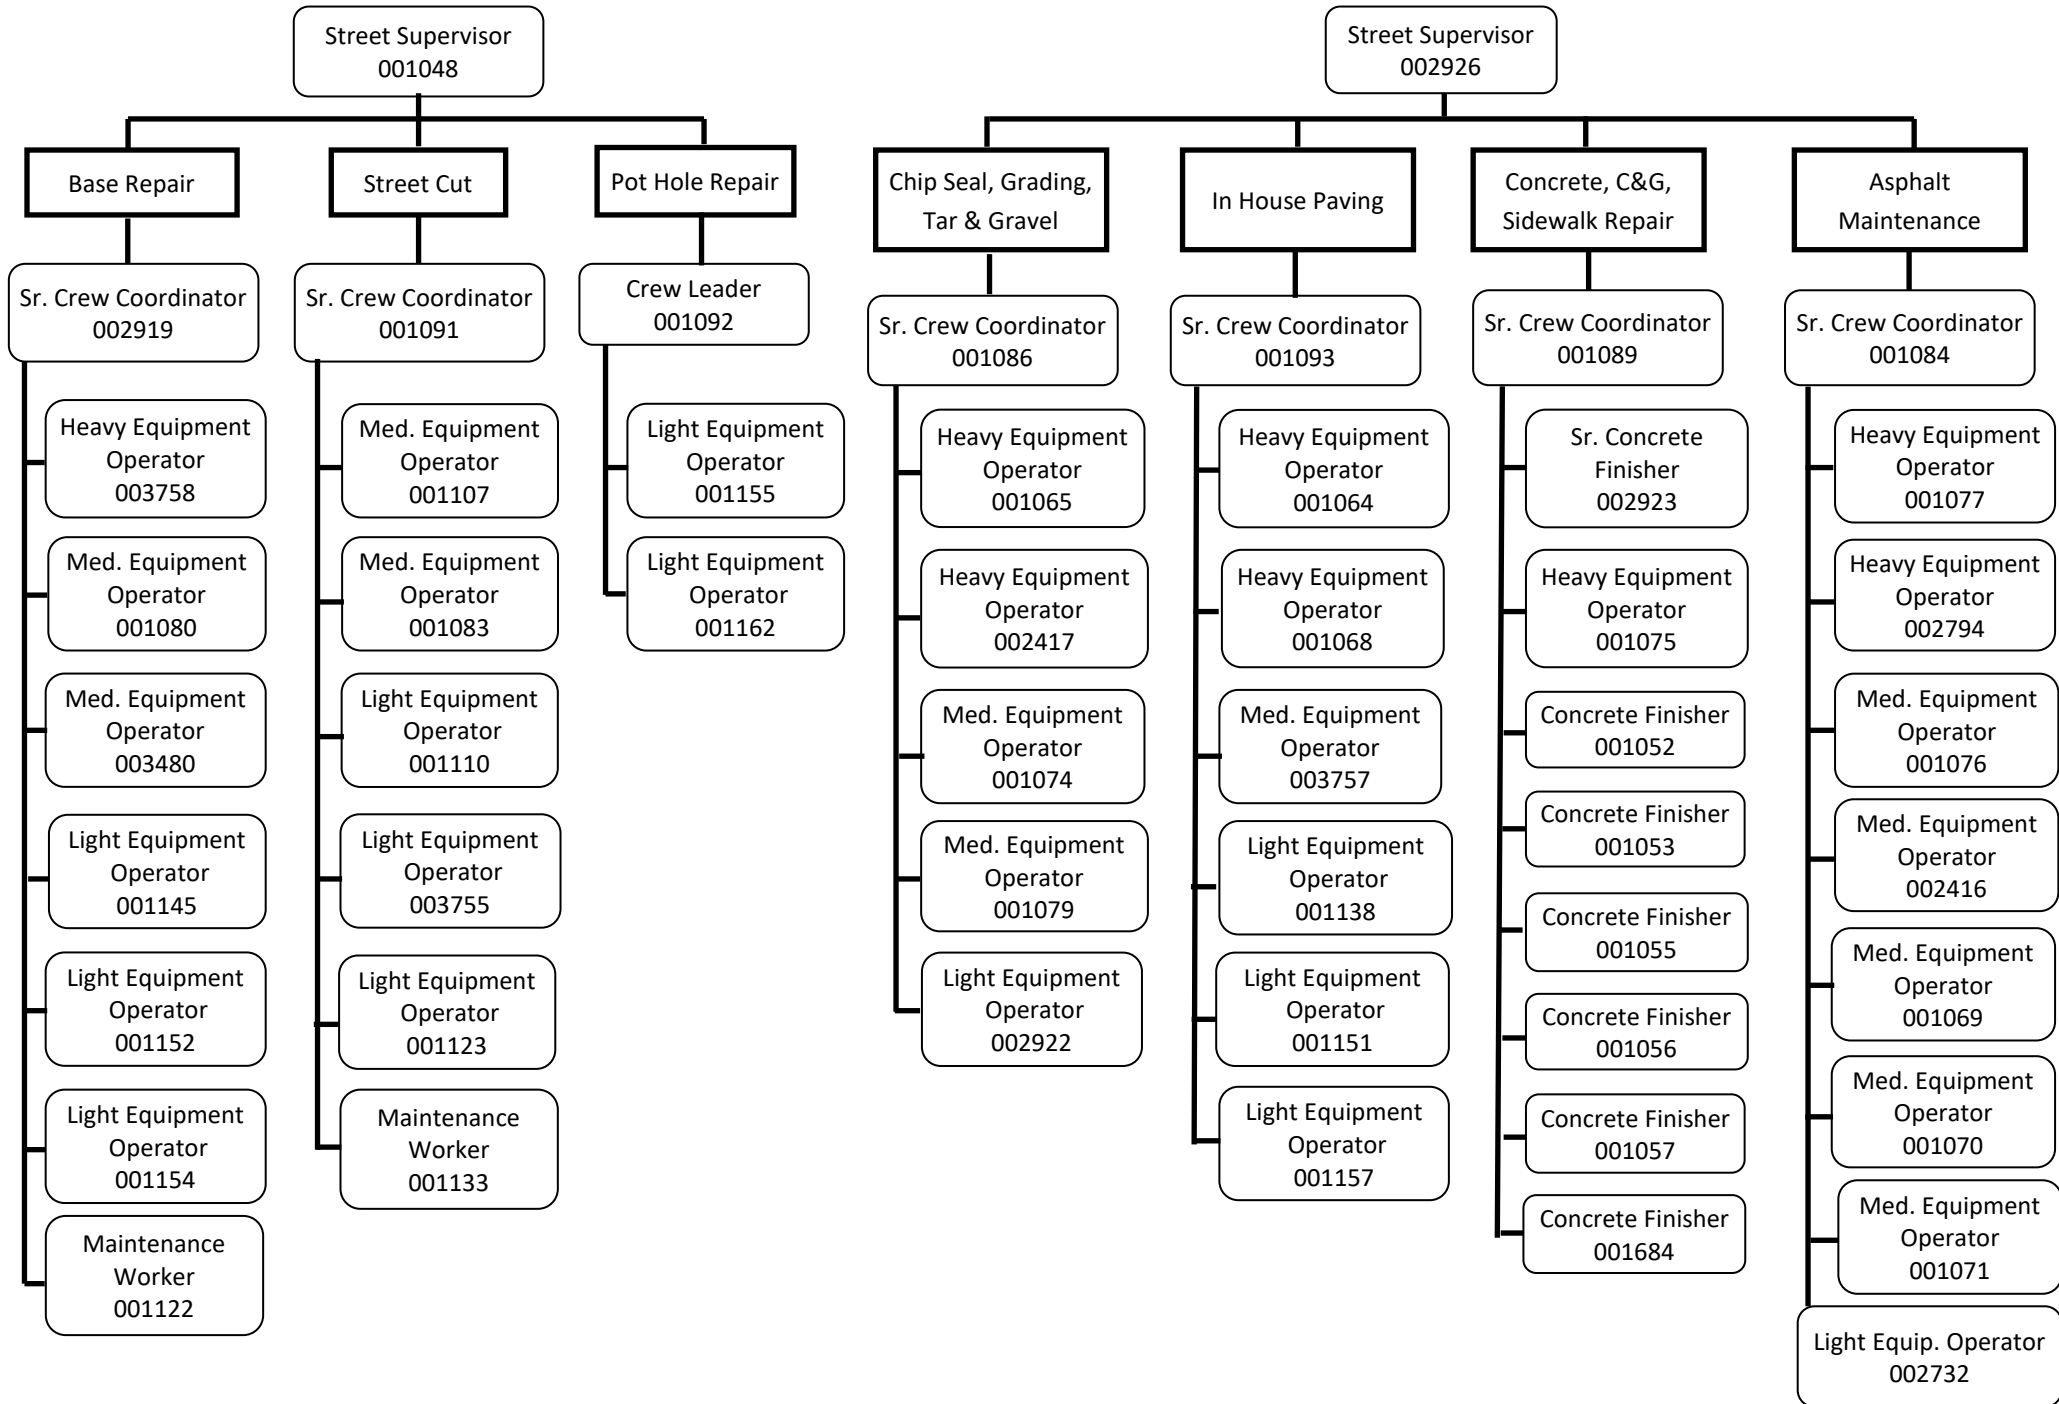 Street Supervisor
001048
Base Repair
Sr. Crew Coordinator
002919
Heavy Equipment
Operator
003758
Med. Equipment
Operator
001080
Med. Equipment
Operator
003480
Light Equipment
Operator
001145
Light Equipment
Operator
001152
Light Equipment
Operator
001154
Maintenance
Worker
001122
Street Cut
Sr. Crew Coordinator
001091
Med. Equipment
Operator
001107
Med. Equipment
Operator
001083
Light Equipment
Operator
001110
Light Equipment
Operator
003755
Light Equipment
Operator
001123
Maintenance
Worker
001133
Pot Hole Repair
Crew Leader
001092
Light Equipment
Operator
001155
Light Equipment
Operator
001162
Street Supervisor
002926
Chip Seal, Grading,
Tar & Gravel
Sr. Crew Coordinator
001086
Heavy Equipment
Operator
001065
Heavy Equipment
Operator
002417
Med. Equipment
Operator
001074
Med. Equipment
Operator
001079
Light Equipment
Operator
002922
In House Paving
Sr. Crew Coordinator
001093
Heavy Equipment
Operator
001064
Heavy Equipment
Operator
001068
Med. Equipment
Operator
003757
Light Equipment
Operator
001138
Light Equipment
Operator
001151
Light Equipment
Operator
001157
Concrete, C&G,
Sidewalk Repair
Sr. Crew Coordinator
001089
Sr. Concrete
Finisher
002923
Heavy Equipment
Operator
001075
Concrete Finisher
001052
Concrete Finisher
001053
Concrete Finisher
001055
Concrete Finisher
001056
Concrete Finisher
001057
Concrete Finisher
001684
Asphalt
Maintenance
Sr. Crew Coordinator
001084
Heavy Equipment
Operator
001077
Heavy Equipment
Operator
002794
Med. Equipment
Operator
001076
Med. Equipment
Operator
002416
Med. Equipment
Operator
001069
Med. Equipment
Operator
001070
Med. Equipment
Operator
001071
Light Equip. Operator
002732